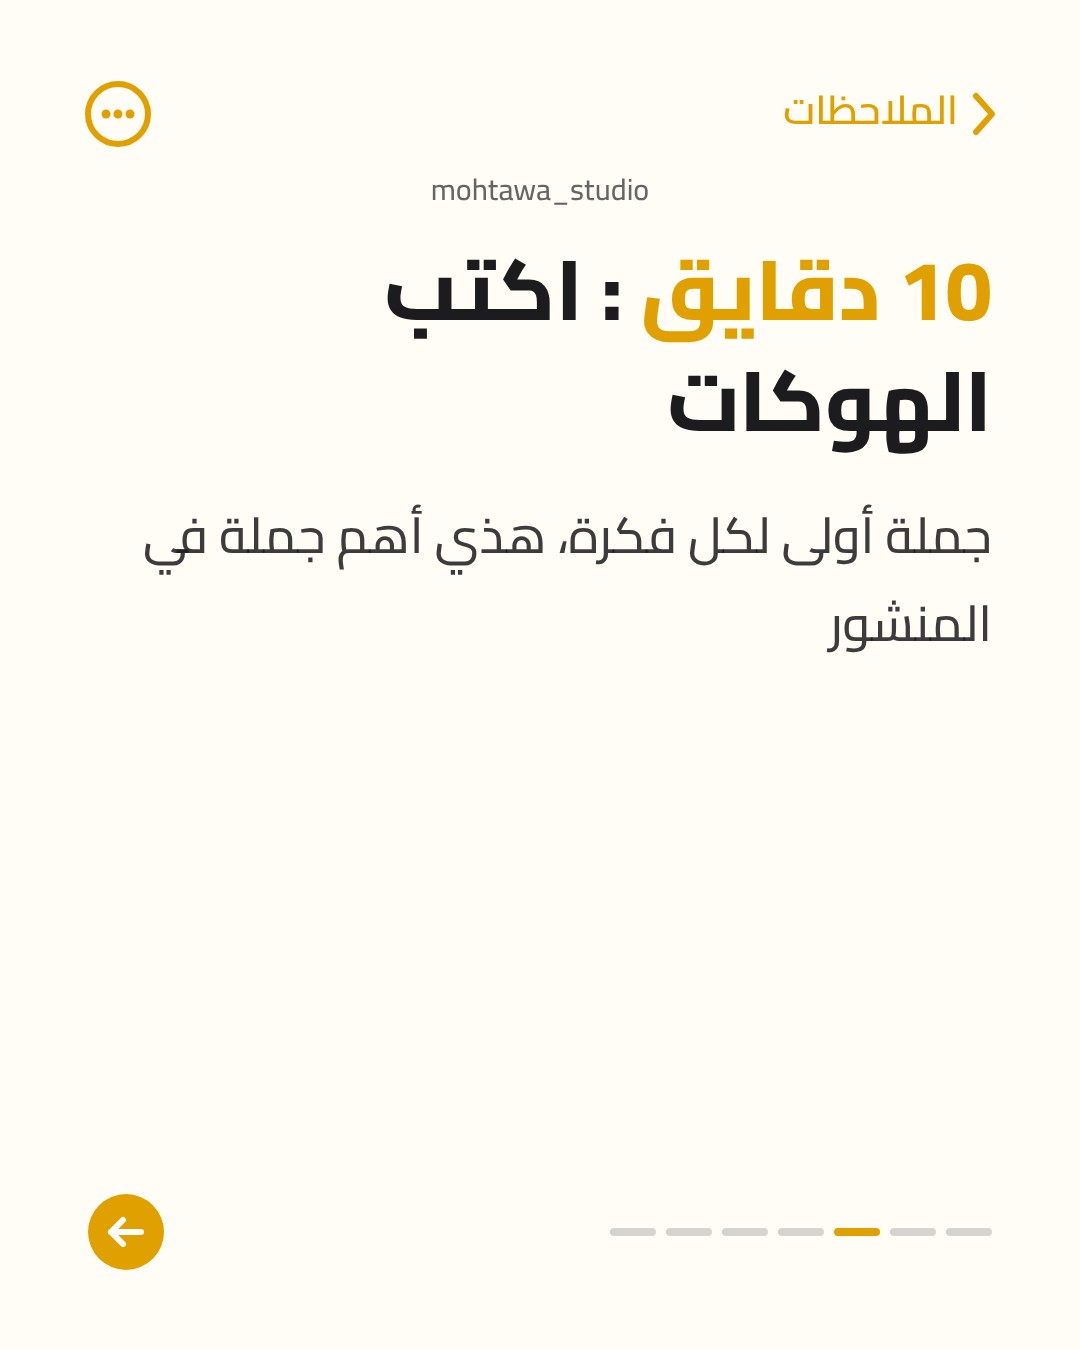 الملاحظات
mohtawa_studio
10 دقايق : اكتب
الهوكات
جملة أولى لكل فكرة، هذي أهم جملة في
المنشور